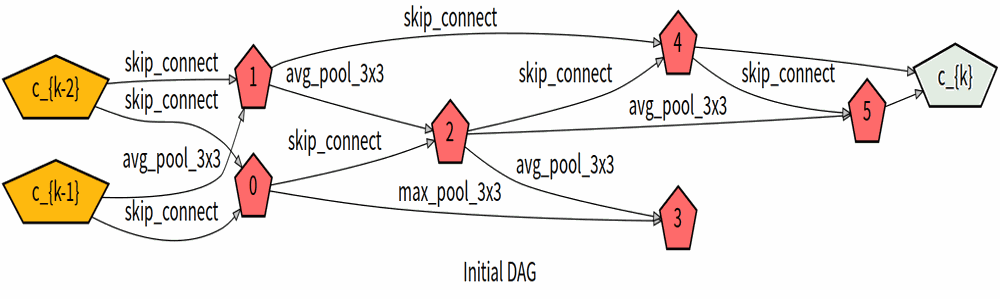 skip_connect
4
skip_connect
1
avg_pool_3x3
skip_connect
skip_connect
c_{k}
c_{k-2}
skip_connect
avg_pool_3x3
5
2
skip_connect
avg_pool_3x3
avg_pool_3x3
c_{k-1}
0
max_pool_3x3
skip_connect
3
Initial DAG